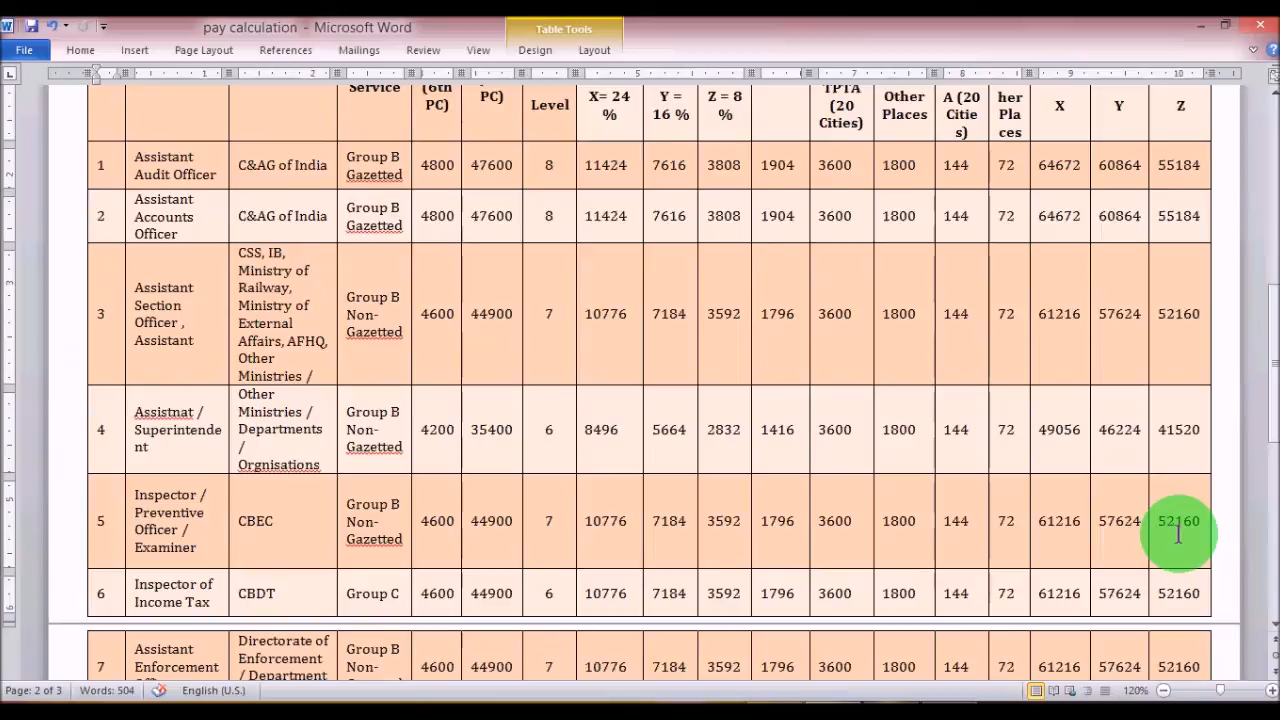 pay calculation - Microsoft Word
Table Tools
File Home Insert Page Layout References Mailings Review View Design Layout
1 2 5 7 8 9 10
Service
(6th
PC)
PC)
Level
X= 24
%
Y =
16 %
Z = 8
%
TPTA
(20
Cities)
Other
Places
A (20
Citie
s)
her
Pla
ces
X
Y
Z
1
Assistant
Audit Officer
C&AG of India
Group B
Gazetted
4800 47600 8 11424 7616 3808 1904 3600 1800 144 72 64672 60864 55184
2
Assistant
Accounts
Officer
C&AG of India
Group B
Gazetted
4800 47600 8 11424 7616 3808 1904 3600 1800 144 72 64672 60864 55184
3
Assistant
Section
Officer ,
Assistant
CSS, IB,
Ministry of
Railway,
Ministry of
External
Affairs, AFHQ,
Other
Ministries /
Group B
Non-
Gazetted
4600 44900 7 10776 7184 3592 1796 3600 1800 144 72 61216 57624 52160
4
Assistnat /
Superintende
nt
Other
Ministries /
Departments
/
Orgnisations
Group B
Non-
Gazetted
4200 35400 6 8496 5664 2832 1416 3600 1800 144 72 49056 46224 41520
5
Inspector /
Preventive
Officer /
Examiner
CBEC
Group B
Non-
Gazetted
4600 44900 7 10776 7184 3592 1796 3600 1800 144 72 61216 57624 52160
6
Inspector of
Income Tax
CBDT
Group C
4600 44900 6 10776 7184 3592 1796 3600 1800 144 72 61216 57624 52160
7
Assistant
Enforcement
Directorate of
Enforcement
/ Department
Group B
Non-
4600 44900 7 10776 7184 3592 1796 3600 1800 144 72 61216 57624 52160
Page: 2 of 3 Words: 504 English (U.S.) 120%